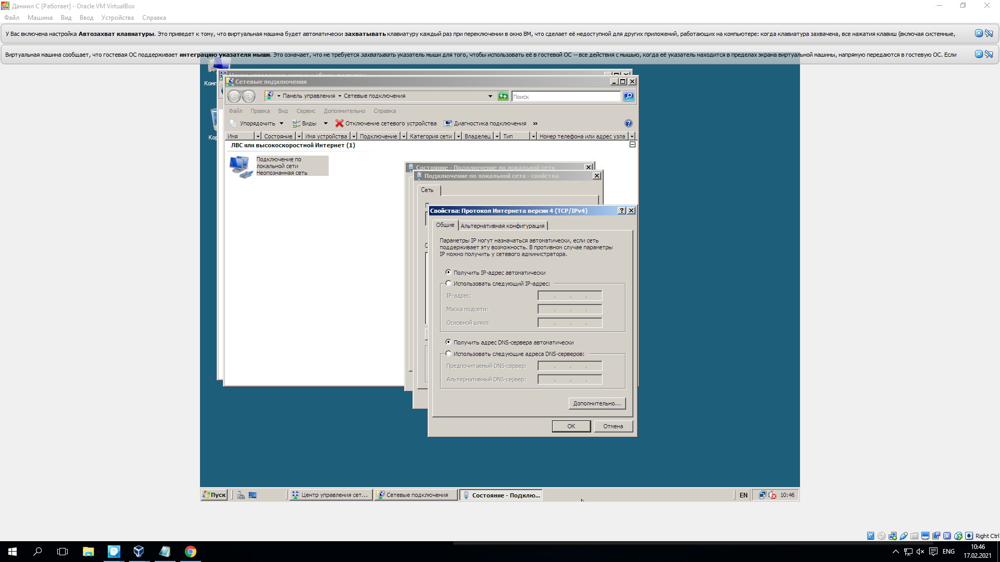 Даниил С [Работает] - Oracle VM VirtualBox
Файл Машина Вид Ввод Устройства Справка
У Вас включена настройка Автозахват клавиатуры. Это приведет к тому, что виртуальная машина будет автоматически захватывать клавиатуру каждый раз при переключении в окно ВМ, что сделает её недоступной для других приложений, работающих на компьютере: когда клавиатура захвачена, все нажатия клавиш (включая системные,
Виртуальная машина сообщает, что гостевая ОС поддерживает интеграцию указателя мыши. Это означает, что не требуется захватывать указатель мыши для того, чтобы использовать её в гостевой ОС -- все действия с мышью, когда её указатель находится в пределах экрана виртуальной машины, напрямую передаются в гостевую ОС. Если
Сетевые подключения
Панель управления Сетевые подключения
Поиск
Файл Правка Вид Сервис Дополнительно Справка
Упорядочить Виды Отключение сетевого устройства Диагностика подключения »
Имя Состояние Имя устройства Подключение Категория сети Владелец Тип Номер телефона или адрес узла
ЛВС или высокоскоростной Интернет (1)
Подключение по
локальной сети
Неопознанная сеть
Состояние - Подключение по локальной сети
Подключение по локальной сети - свойства
Сеть
Свойства: Протокол Интернета версии 4 (TCP/IPv4)
Общие Альтернативная конфигурация
Параметры IP могут назначаться автоматически, если сеть
поддерживает эту возможность. В противном случае параметры
IP можно получить у сетевого администратора.
Получить IP-адрес автоматически
Использовать следующий IP-адрес:
IP-адрес:
Маска подсети:
Основной шлюз:
Получить адрес DNS-сервера автоматически
Использовать следующие адреса DNS-серверов:
Предпочитаемый DNS-сервер:
Альтернативный DNS-сервер:
Дополнительно...
ОК Отмена
Пуск Центр управления сет... Сетевые подключения Состояние - Подклю... EN 10:46
Right Ctrl
ENG
10:46
17.02.2021